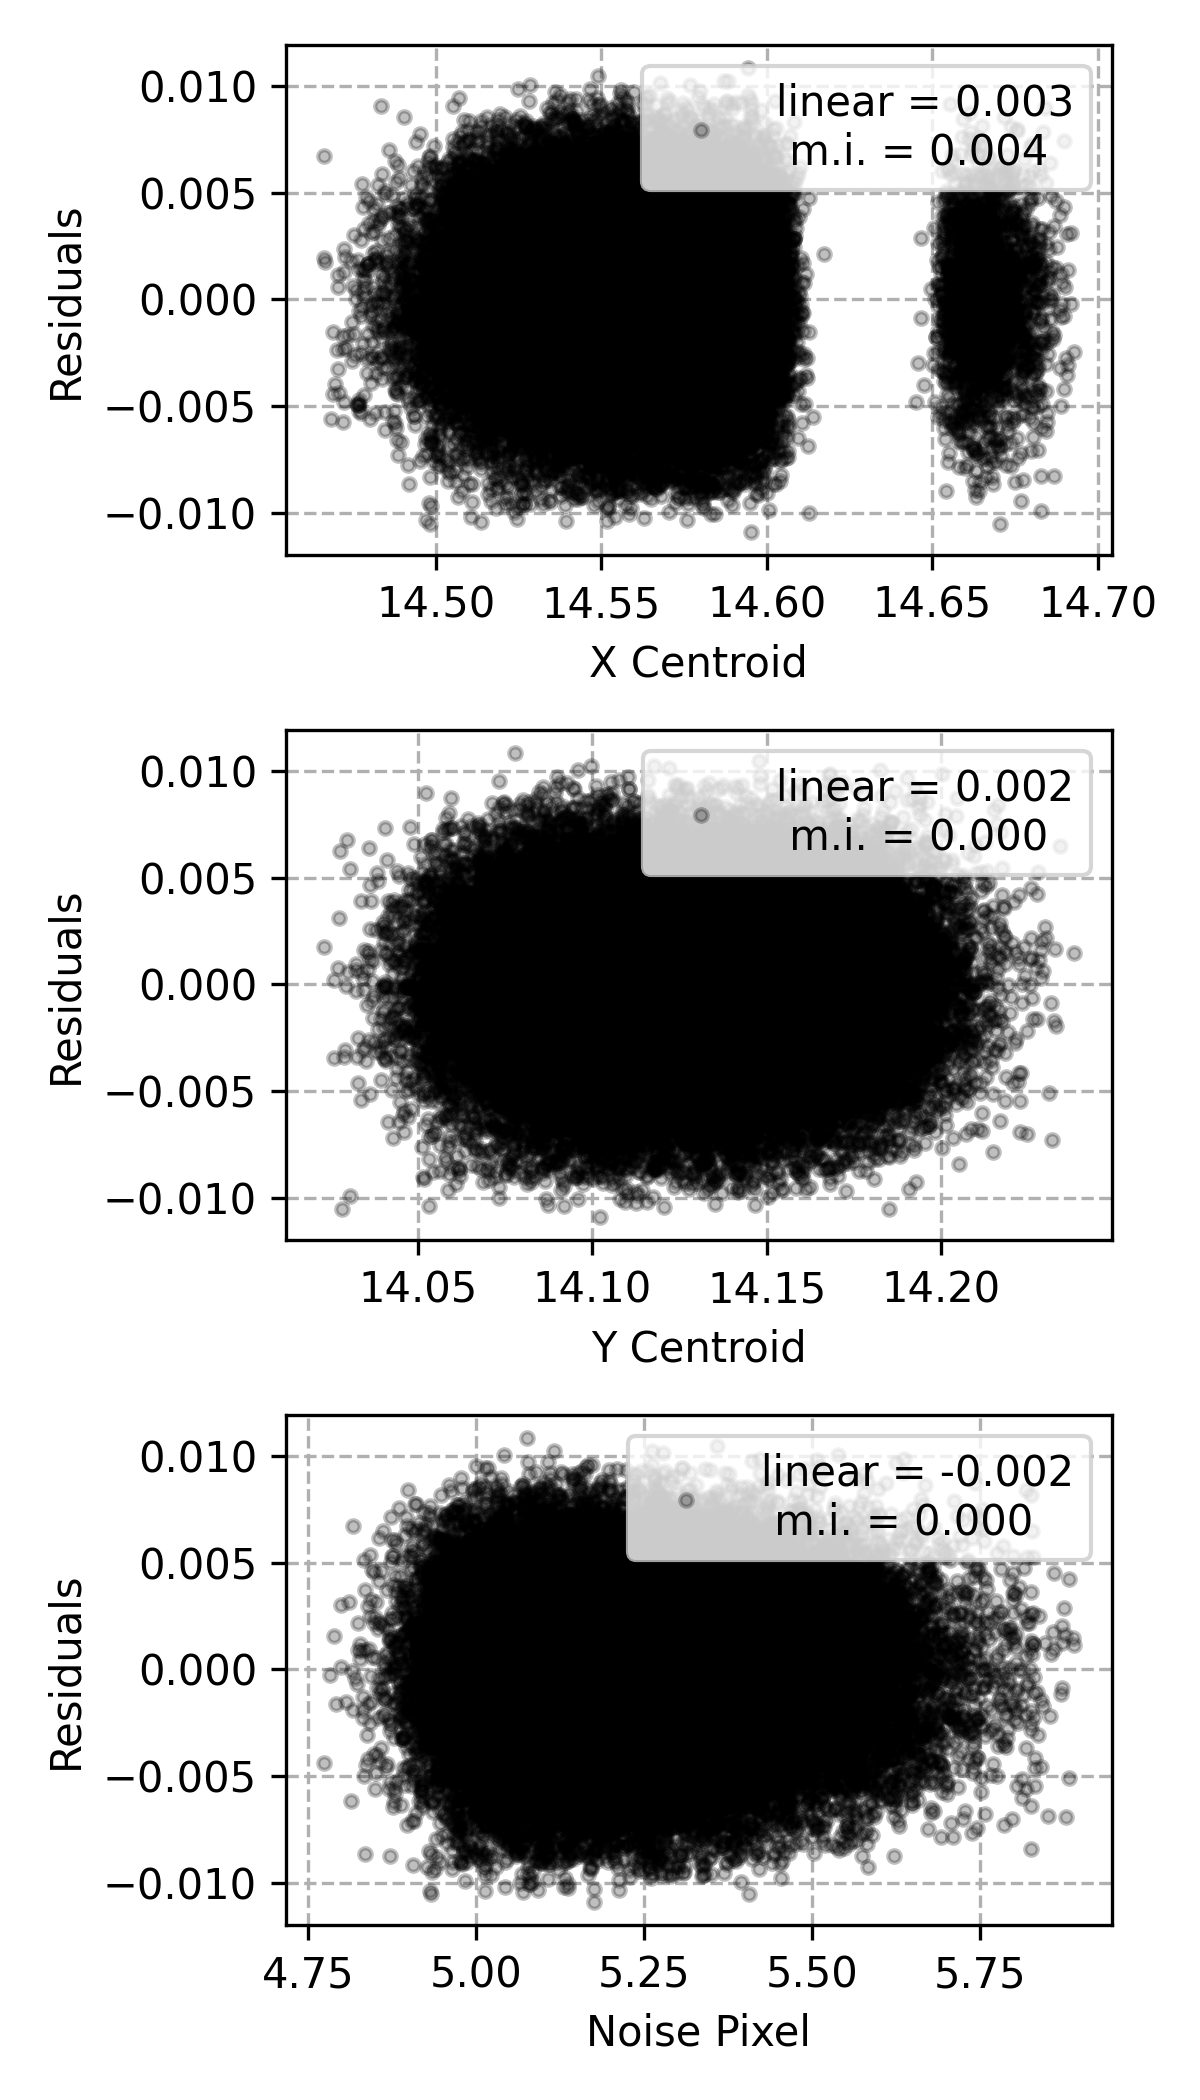 0.010
0.005
0.000
−0.005
−0.010
Residuals
linear = 0.003
m.i. = 0.004
14.50 14.55 14.60 14.65 14.70
X Centroid
0.010
0.005
0.000
−0.005
−0.010
Residuals
linear = 0.002
m.i. = 0.000
14.05 14.10 14.15 14.20
Y Centroid
0.010
0.005
0.000
−0.005
−0.010
Residuals
linear = -0.002
m.i. = 0.000
4.75 5.00 5.25 5.50 5.75
Noise Pixel